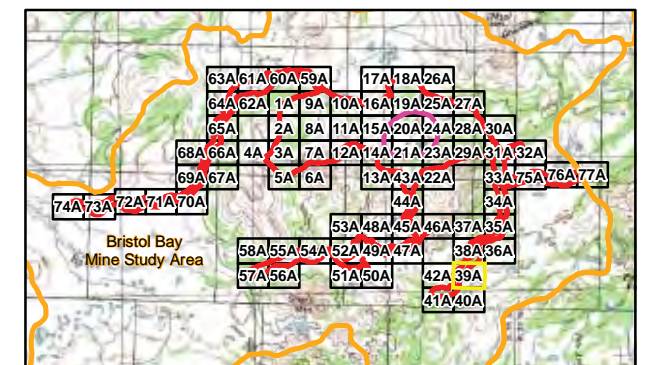 63A 61A 60A 59A 17A 18A 26A
64A 62A 1A 9A 10A 16A 19A 25A 27A
65A 2A 8A 11A 15A 20A 24A 28A 30A
68A 66A 4A 3A 7A 12A 14A 21A 23A 29A 31A 32A
69A 67A 5A 6A 13A 43A 22A 33A 75A 76A 77A
74A 73A 72A 71A 70A 44A 34A
53A 48A 45A 46A 37A 35A
Bristol Bay
Mine Study Area
58A 55A 54A 52A 49A 47A 38A 36A
57A 56A 51A 50A 42A 39A
41A 40A